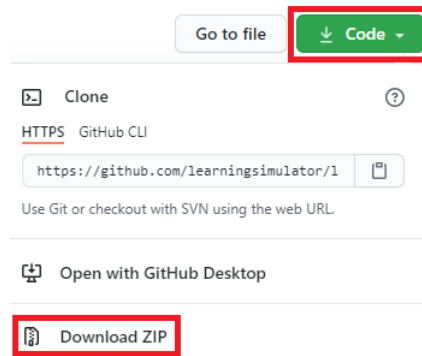 Go to file
Code
Clone
HTTPS GitHub CLI
https://github.com/learningsimulator/l
Use Git or checkout with SVN using the web URL.
Open with GitHub Desktop
Download ZIP